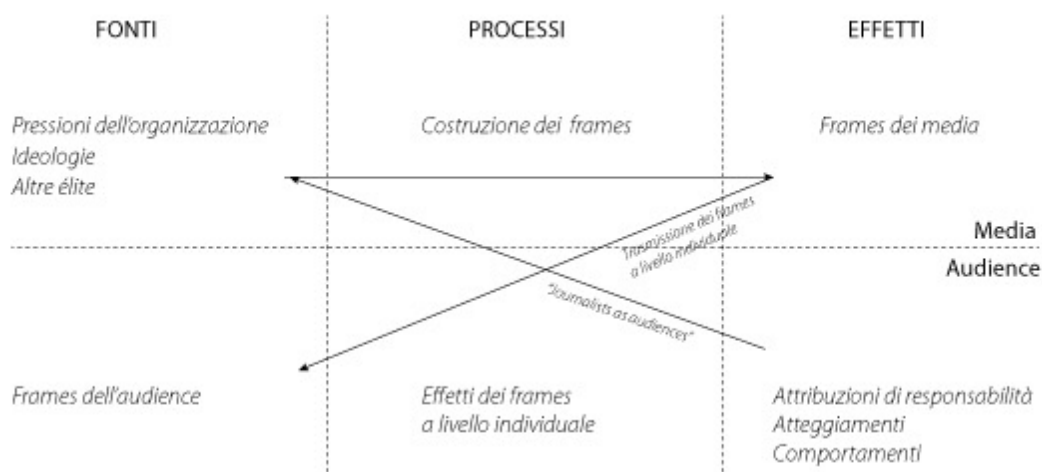 FONTI
PROCESSI
EFFETTI
Pressioni dell'organizzazione
Ideologie
Altre élite
Costruzione dei frames
Frames dei media
Trasmissione dei frames
a livello individuale
Media
Audience
"Journalists as audiences"
Frames dell'audience
Effetti dei frames
a livello individuale
Attribuzioni di responsabilità
Atteggiamenti
Comportamenti